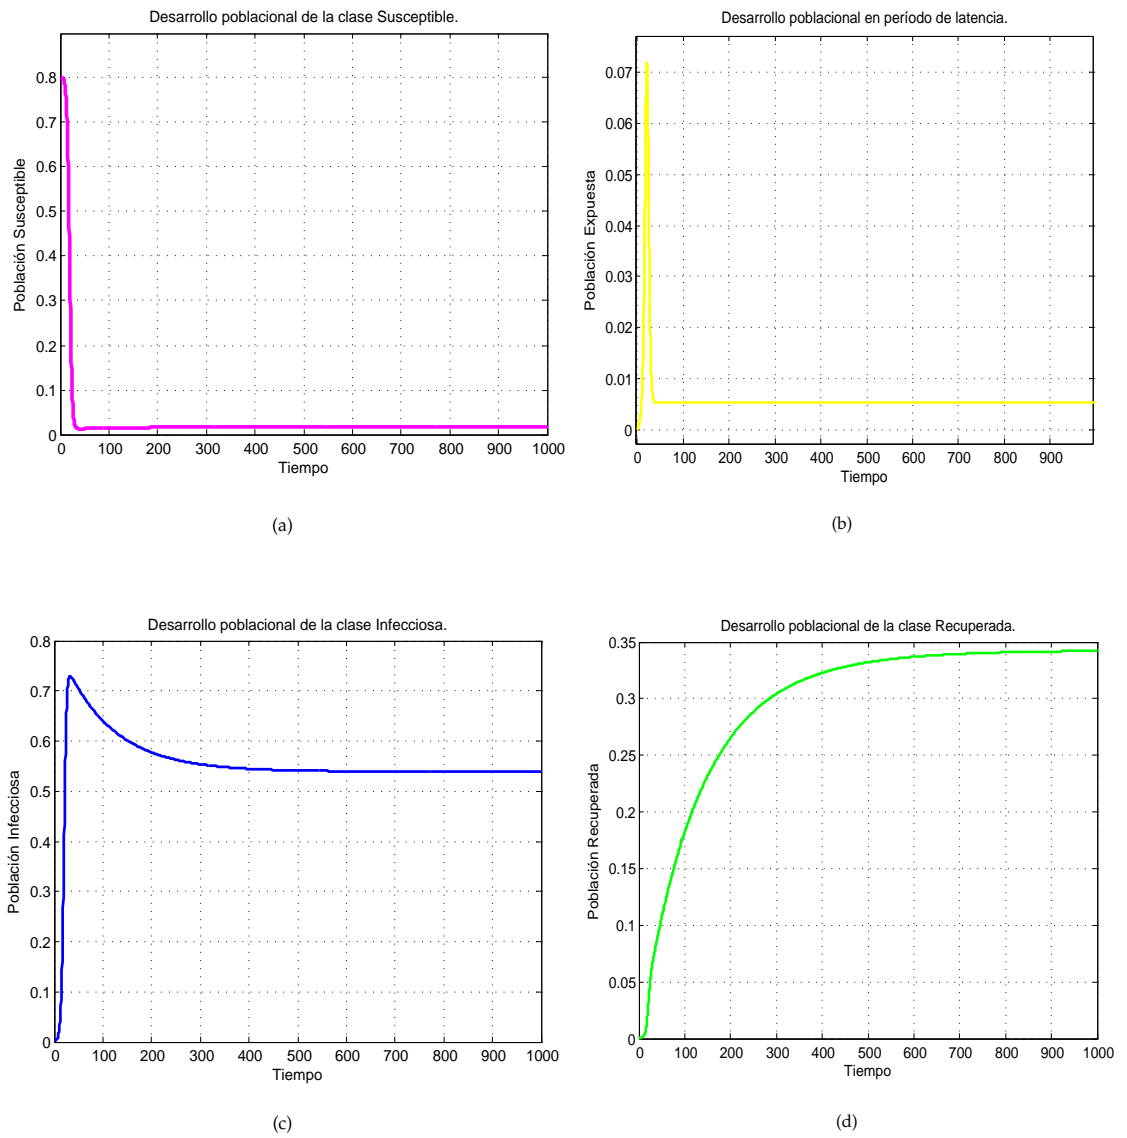 Desarrollo poblacional de la clase Susceptible.
Población Susceptible
0.8
0.7
0.6
0.5
0.4
0.3
0.2
0.1
0
0 100 200 300 400 500 600 700 800 900 1000
Tiempo
(a)
Desarrollo poblacional en período de latencia.
Población Expuesta
0.07
0.06
0.05
0.04
0.03
0.02
0.01
0
0 100 200 300 400 500 600 700 800 900
Tiempo
(b)
Desarrollo poblacional de la clase Infecciosa.
Población Infecciosa
0.8
0.7
0.6
0.5
0.4
0.3
0.2
0.1
0
0 100 200 300 400 500 600 700 800 900 1000
Tiempo
(c)
Desarrollo poblacional de la clase Recuperada.
Población Recuperada
0.35
0.3
0.25
0.2
0.15
0.1
0.05
0
0 100 200 300 400 500 600 700 800 900 1000
Tiempo
(d)